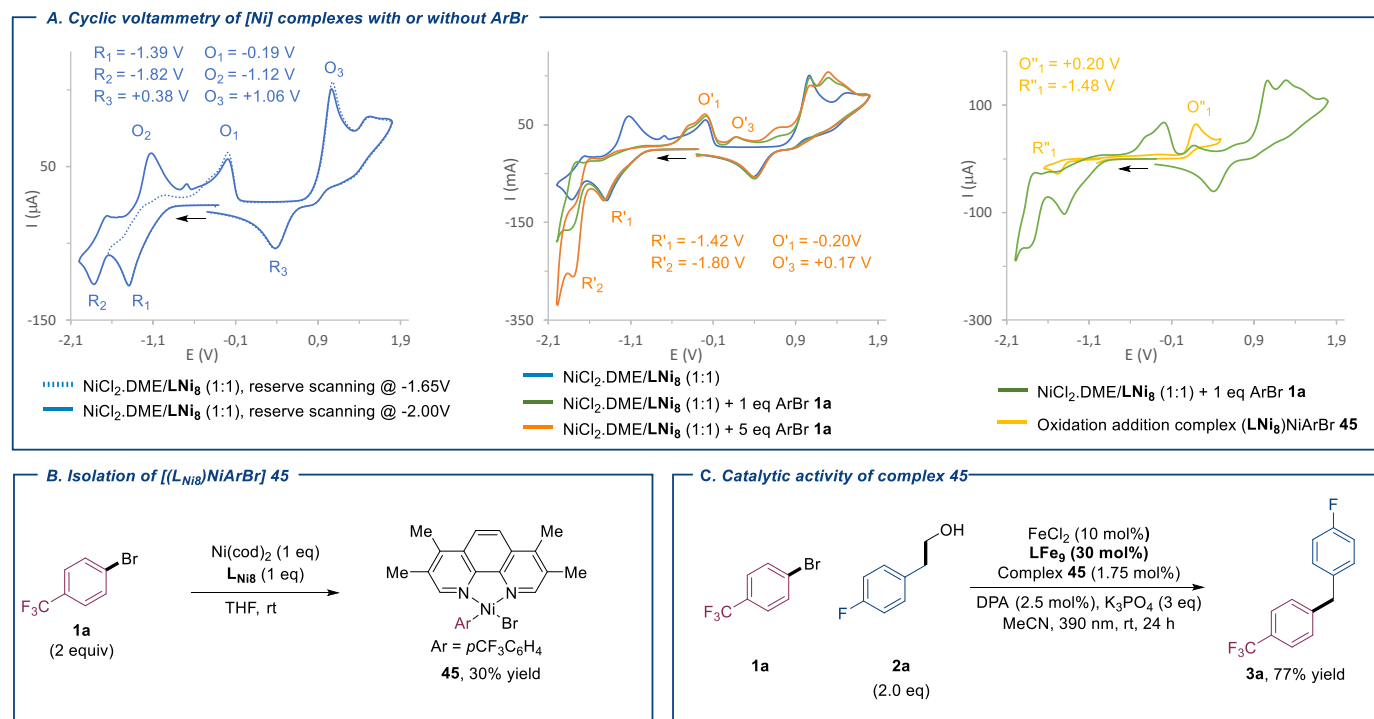 A. Cyclic voltammetry of [Ni] complexes with or without ArBr
R1 = -1.39 V O1 = -0.19 V
R2 = -1.82 V O2 = -1.12 V
R3 = +0.38 V O3 = +1.06 V
O3
O2
O1
50
I (µA)
R3
R2
R1
-150
-2,1
-1,1
-0,1
0,9
1,9
E (V)
NiCl2.DME/LNi8 (1:1), reserve scanning @ -1.65V
NiCl2.DME/LNi8 (1:1), reserve scanning @ -2.00V
O'1
O'3
50
I (mA)
-150
R'1
R'1 = -1.42 V O'1 = -0.20V
R'2 = -1.80 V O'3 = +0.17 V
R'2
-350
-2,1
-1,1
-0,1
0,9
1,9
E (V)
NiCl2.DME/LNi8 (1:1)
NiCl2.DME/LNi8 (1:1) + 1 eq ArBr 1a
NiCl2.DME/LNi8 (1:1) + 5 eq ArBr 1a
O"1 = +0.20 V
R"1 = -1.48 V
100
O"1
R"1
I (µA)
-100
-300
-2,1
-1,1
-0,1
0,9
1,9
E (V)
NiCl2.DME/LNi8 (1:1) + 1 eq ArBr 1a
Oxidation addition complex (LNi8)NiArBr 45
B. Isolation of [(LNi8)NiArBr] 45
Br
F3C
1a
(2 equiv)
Ni(cod)2 (1 eq)
LNi8 (1 eq)
THF, rt
Me
Me
Me
Me
N
N
Ni
Ar
Br
Ar = pCF3C6H4
45, 30% yield
C. Catalytic activity of complex 45
Br
F3C
1a
OH
F
2a
(2.0 eq)
FeCl2 (10 mol%)
LFe9 (30 mol%)
Complex 45 (1.75 mol%)
DPA (2.5 mol%), K3PO4 (3 eq)
MeCN, 390 nm, rt, 24 h
F
F3C
3a, 77% yield